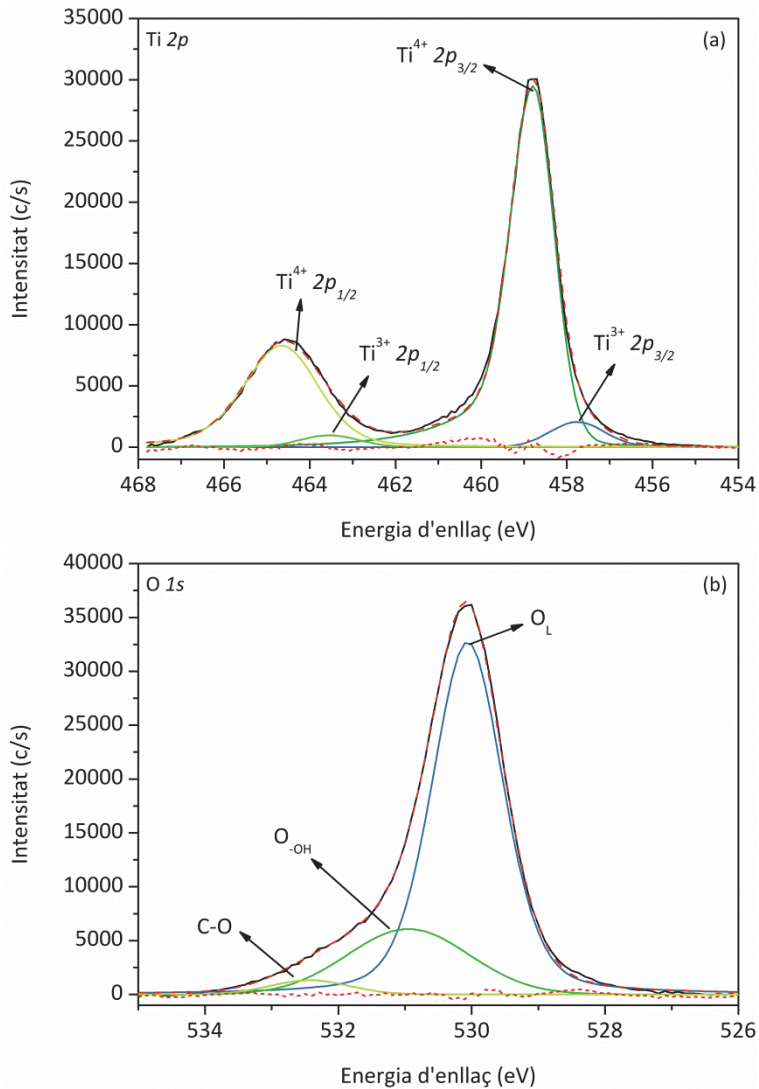 Ti 2p
(a)
Ti4+ 2p3/2
Ti4+ 2p1/2
Ti3+ 2p1/2
Ti3+ 2p3/2
35000
30000
25000
20000
15000
10000
5000
0
Intensitat (c/s)
468 466 464 462 460 458 456 454
Energia d'enllaç (eV)
O 1s
(b)
OL
O-OH
C-O
40000
35000
30000
25000
20000
15000
10000
5000
0
Intensitat (c/s)
534 532 530 528 526
Energia d'enllaç (eV)